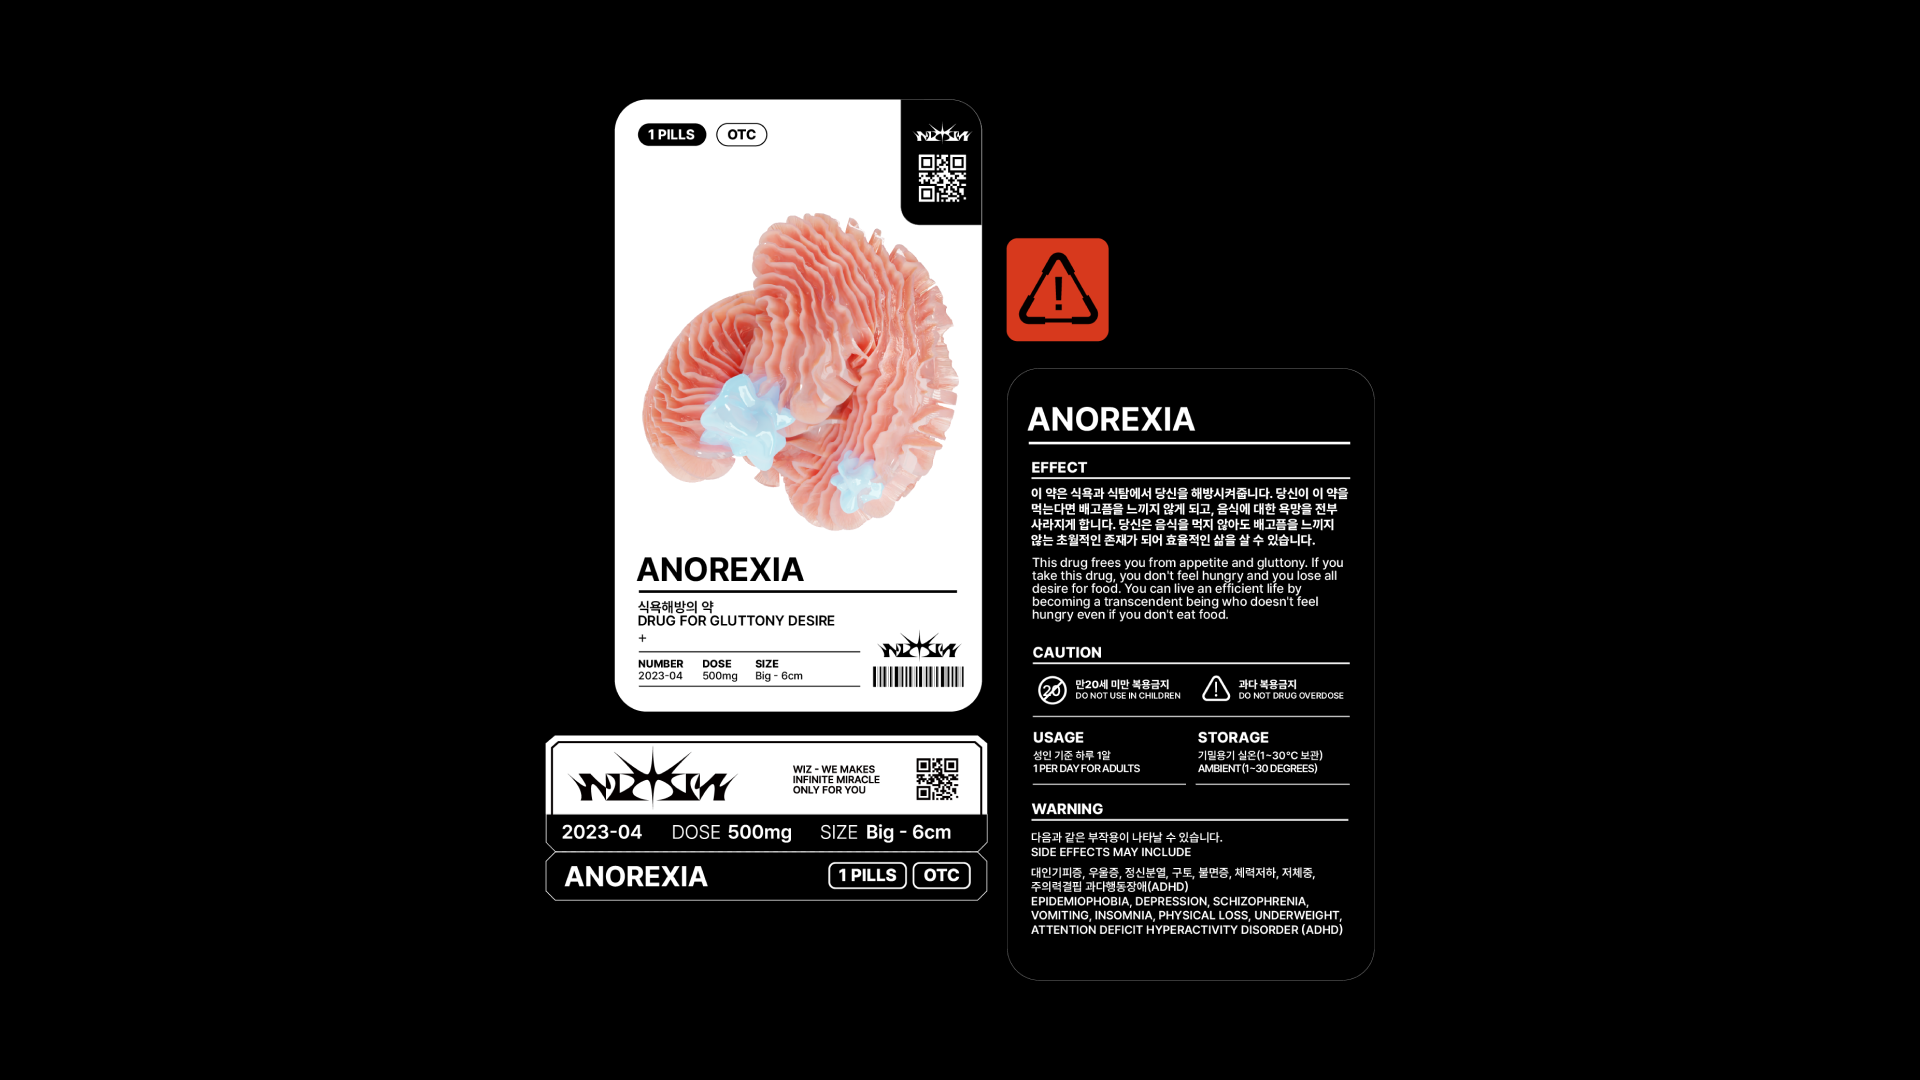 1 PILLS
OTC
ANOREXIA
식욕해방의 약
DRUG FOR GLUTTONY DESIRE
+
NUMBER
2023-04
DOSE
500mg
SIZE
Big - 6cm
WIZ - WE MAKES
INFINITE MIRACLE
ONLY FOR YOU
2023-04
DOSE 500mg
SIZE Big - 6cm
ANOREXIA
1 PILLS
OTC
!
ANOREXIA
EFFECT
이 약은 식욕과 식탐에서 당신을 해방시켜줍니다. 당신이 이 약을
먹는다면 배고픔을 느끼지 않게 되고, 음식에 대한 욕망을 전부
사라지게 합니다. 당신은 음식을 먹지 않아도 배고픔을 느끼지
않는 초월적인 존재가 되어 효율적인 삶을 살 수 있습니다.
This drug frees you from appetite and gluttony. If you
take this drug, you don't feel hungry and you lose all
desire for food. You can live an efficient life by
becoming a transcendent being who doesn't feel
hungry even if you don't eat food.
CAUTION
20
만20세 미만 복용금지
DO NOT USE IN CHILDREN
!
과다 복용금지
DO NOT DRUG OVERDOSE
USAGE
성인 기준 하루 1알
1 PER DAY FOR ADULTS
STORAGE
기밀용기 실온(1~30°C 보관)
AMBIENT(1~30 DEGREES)
WARNING
다음과 같은 부작용이 나타날 수 있습니다.
SIDE EFFECTS MAY INCLUDE
대인기피증, 우울증, 정신분열, 구토, 불면증, 체력저하, 저체중,
주의력결핍 과다행동장애(ADHD)
EPIDEMIOPHOBIA, DEPRESSION, SCHIZOPHRENIA,
VOMITING, INSOMNIA, PHYSICAL LOSS, UNDERWEIGHT,
ATTENTION DEFICIT HYPERACTIVITY DISORDER (ADHD)